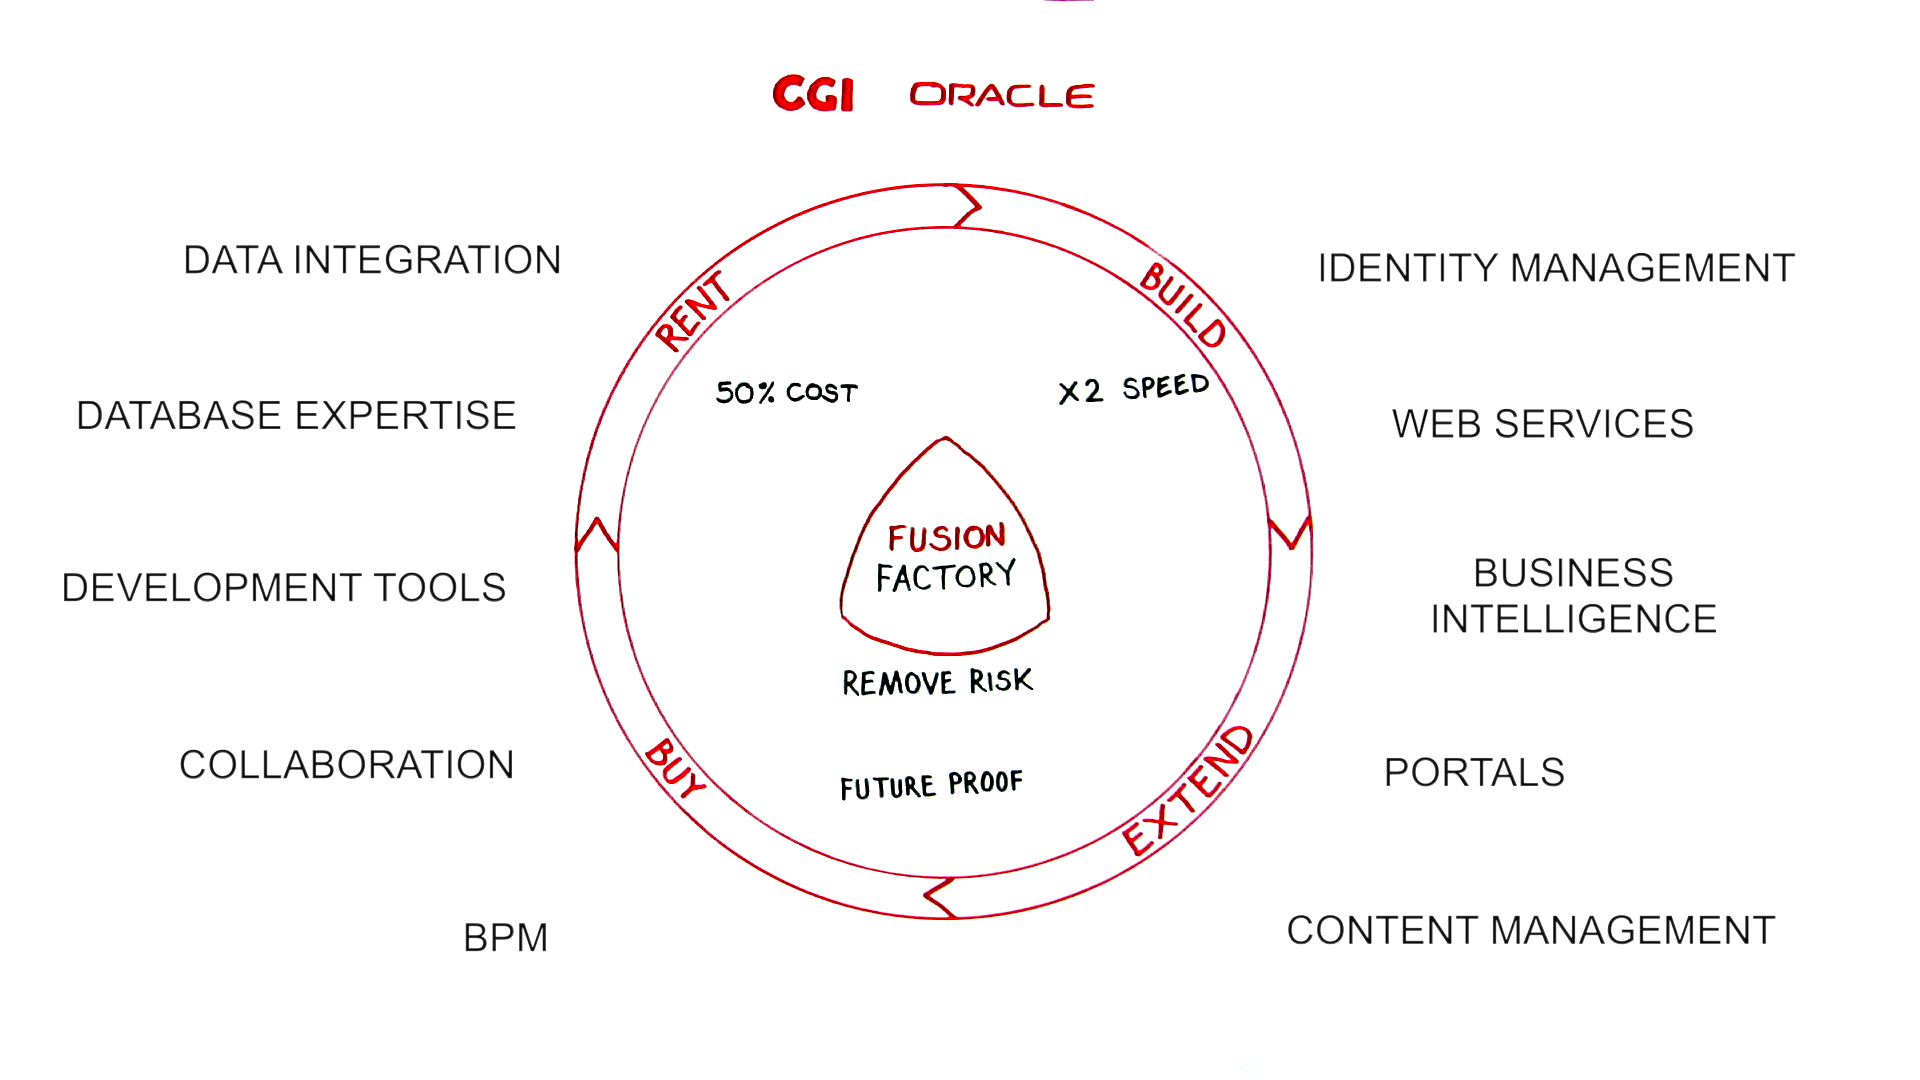 CGI ORACLE
DATA INTEGRATION
DATABASE EXPERTISE
DEVELOPMENT TOOLS
COLLABORATION
BPM
RENT
BUILD
50% COST
X2 SPEED
FUSION
FACTORY
REMOVE RISK
FUTURE PROOF
BUY
EXTEND
IDENTITY MANAGEMENT
WEB SERVICES
BUSINESS
INTELLIGENCE
PORTALS
CONTENT MANAGEMENT